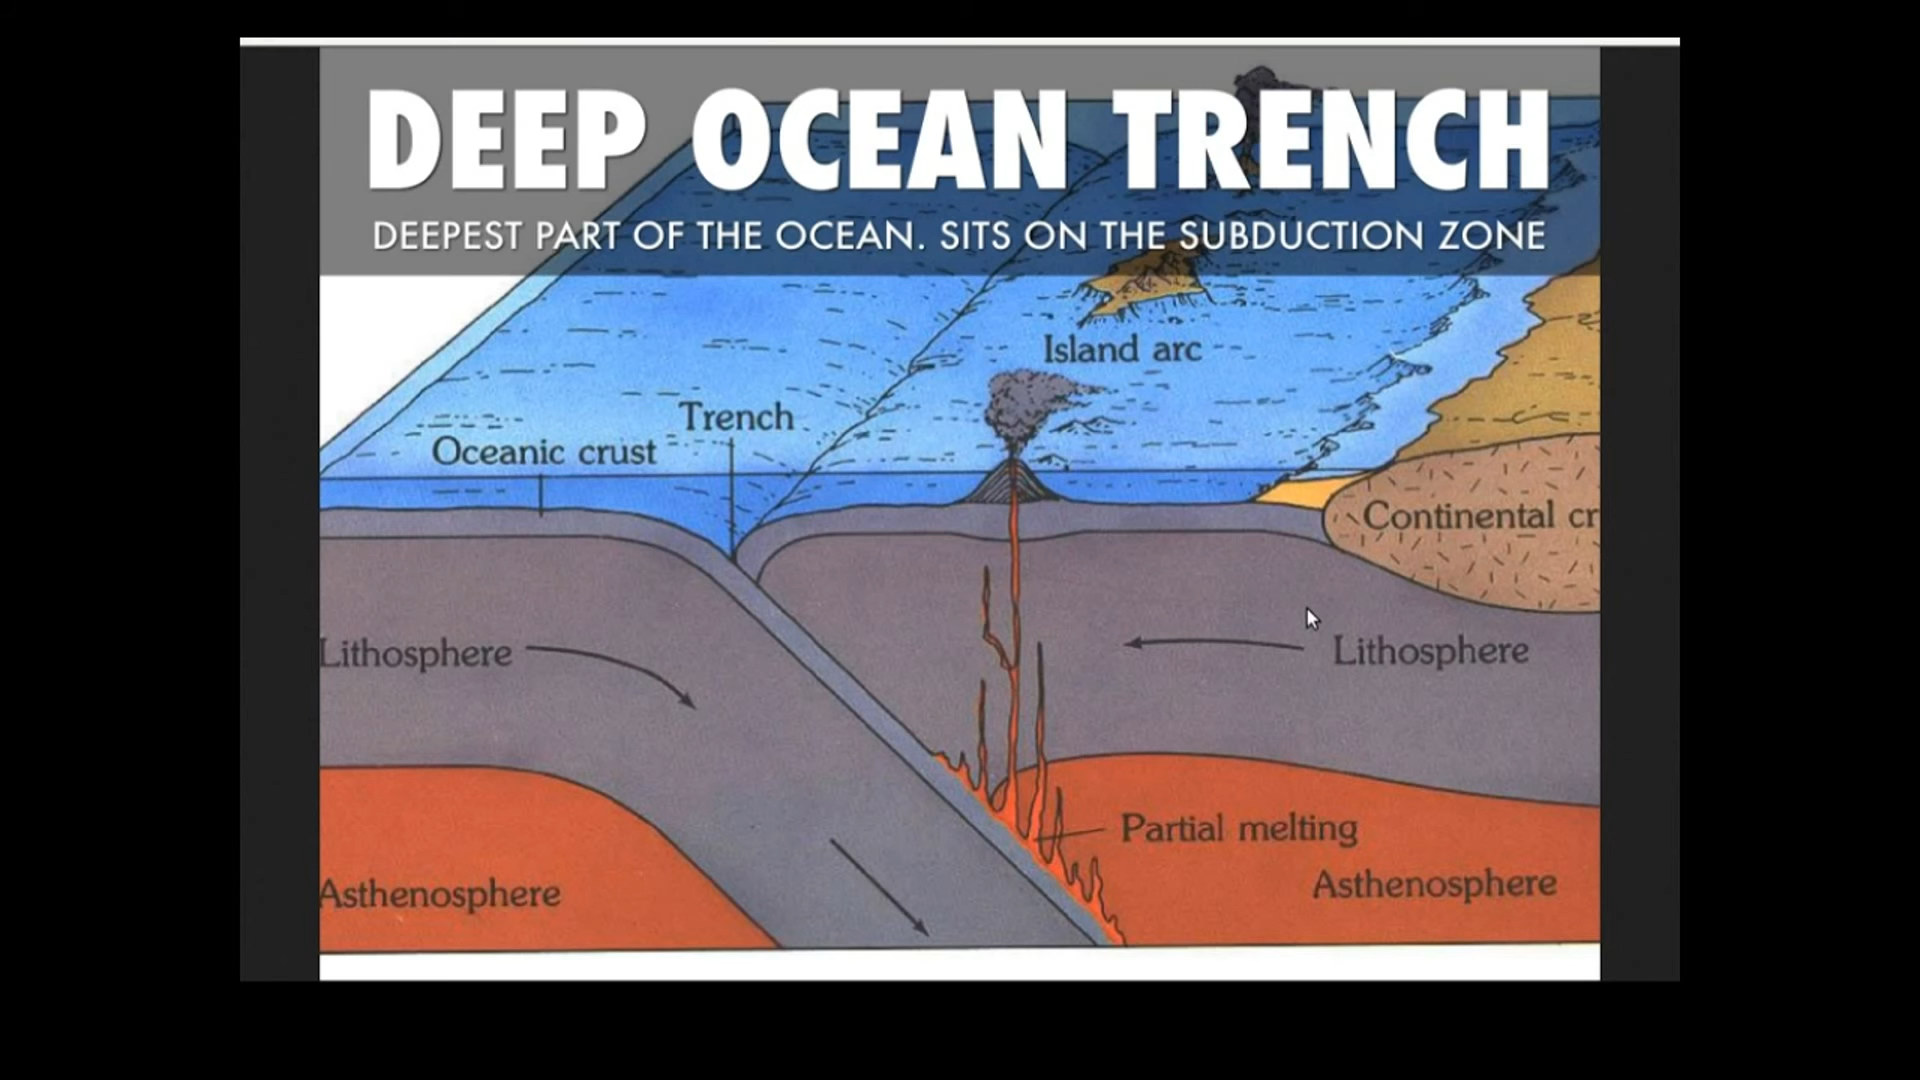 DEEP OCEAN TRENCH
DEEPEST PART OF THE OCEAN. SITS ON THE SUBDUCTION ZONE
Island arc
Trench
Oceanic crust
Continental cr
Lithosphere
Lithosphere
Partial melting
Asthenosphere
Asthenosphere